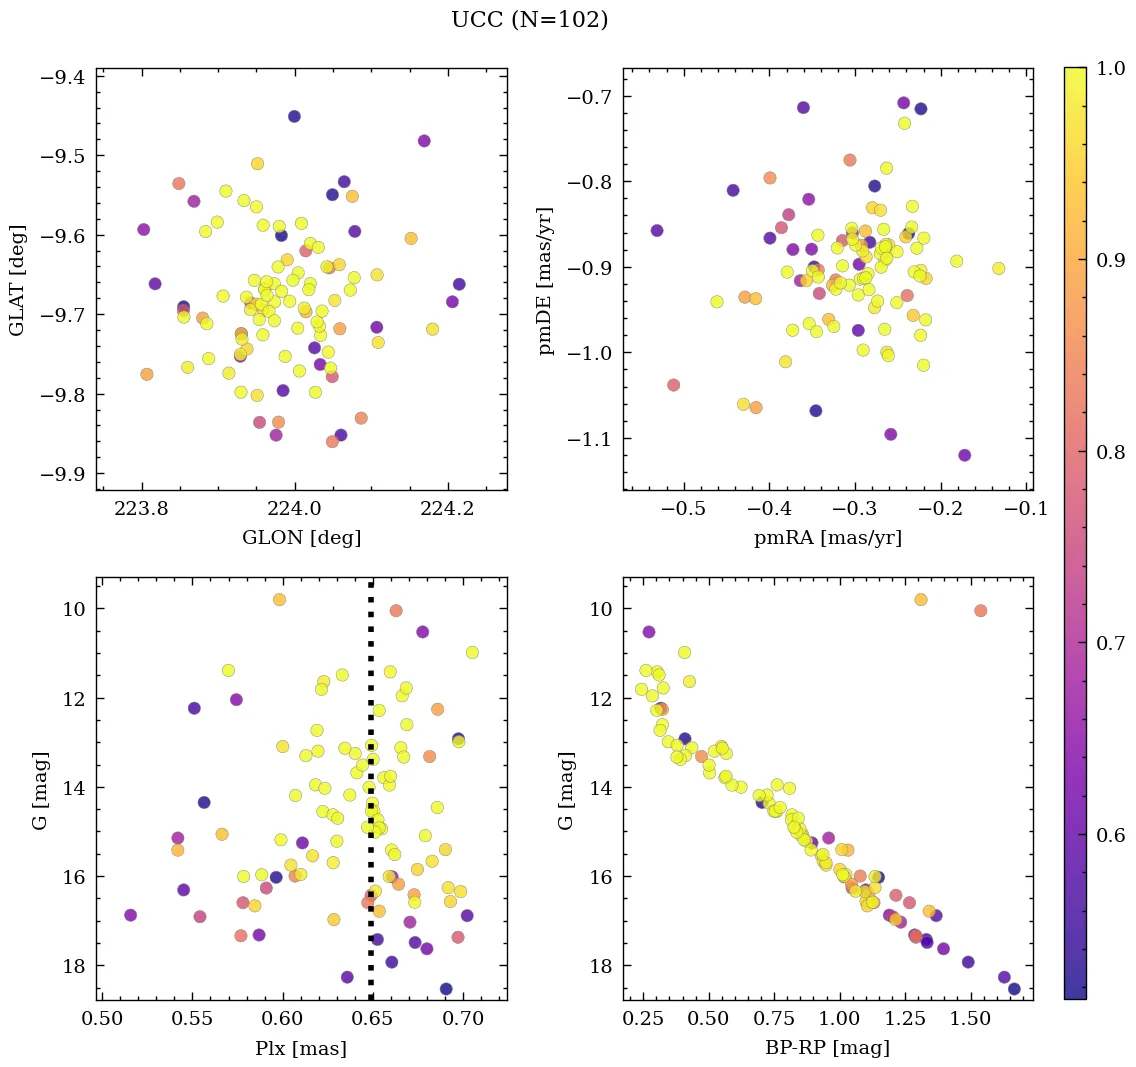 UCC (N=102)
−9.4
−9.5
−9.6
−9.7
−9.8
−9.9
GLAT [deg]
223.8 224.0 224.2
GLON [deg]
−0.7
−0.8
−0.9
−1.0
−1.1
pmDE [mas/yr]
−0.5 −0.4 −0.3 −0.2 −0.1
pmRA [mas/yr]
10
12
14
16
18
G [mag]
0.50 0.55 0.60 0.65 0.70
Plx [mas]
10
12
14
16
18
G [mag]
0.25 0.50 0.75 1.00 1.25 1.50
BP-RP [mag]
1.0
0.9
0.8
0.7
0.6